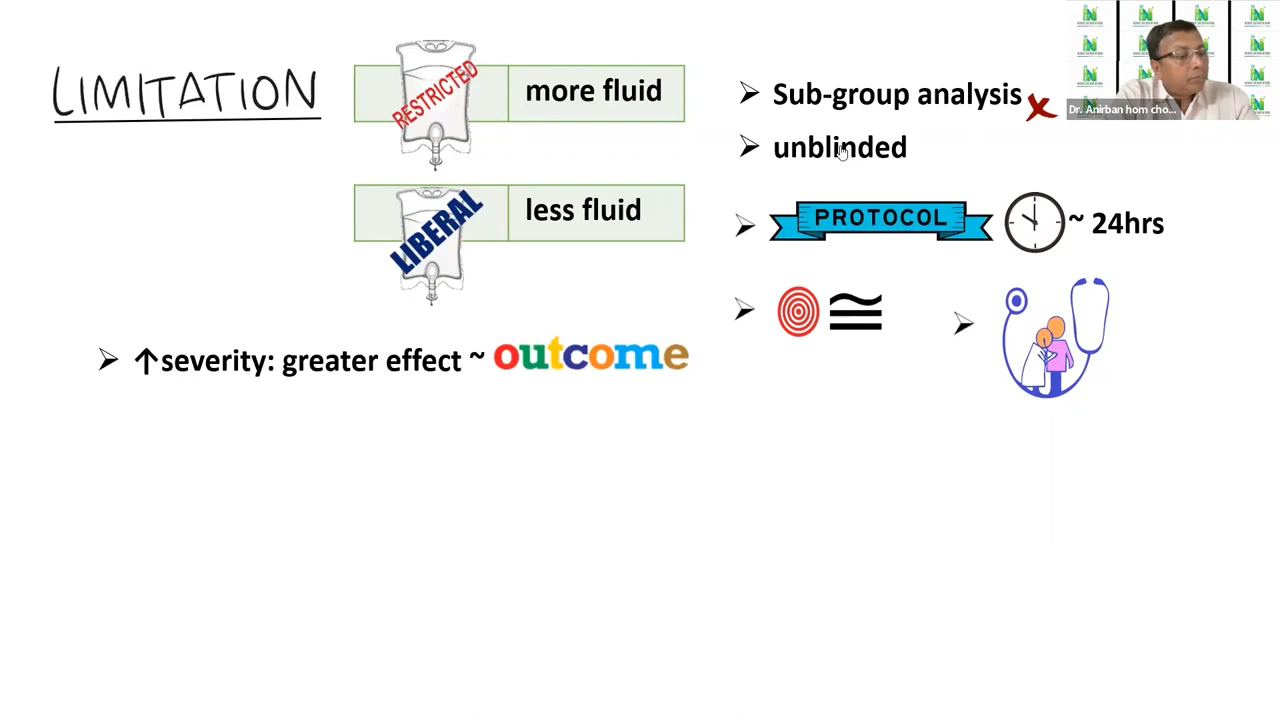 LIMITATION
RESTRICTED
more fluid
LIBERAL
less fluid
↑severity: greater effect ~ outcome
Sub-group analysis
unblinded
PROTOCOL
~ 24hrs
≅
Dr. Anirban hom cho...